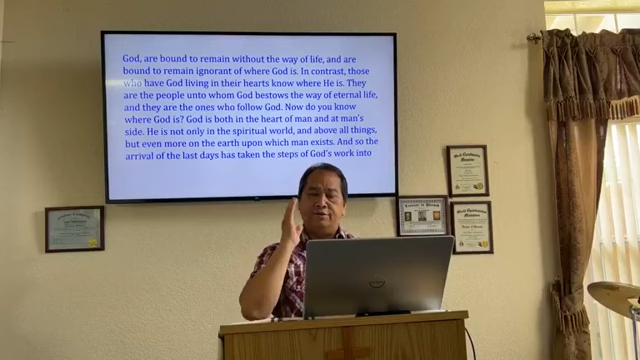 God, are bound to remain without the way of life, and are
bound to remain ignorant of where God is. In contrast, those
who have God living in their hearts know where He is. They
are the people unto whom God bestows the way of eternal life,
and they are the ones who follow God. Now do you know
where God is? God is both in the heart of man and at man's
side. He is not only in the spiritual world, and above all things,
but even more on the earth upon which man exists. And so the
arrival of the last days has taken the steps of God's work into
DELL